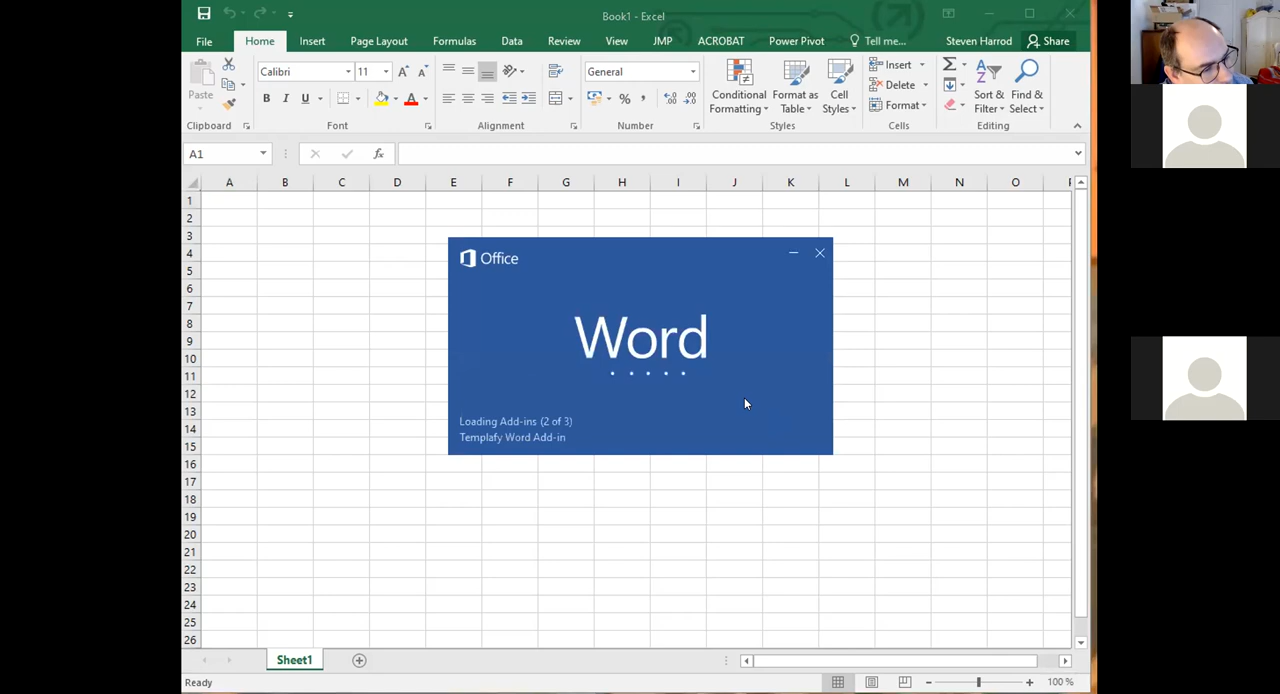 Book1 - Excel
File Home Insert Page Layout Formulas Data Review View JMP ACROBAT Power Pivot Tell me... Steven Harrod Share
Paste
Calibri 11
B I U
General
%
Conditional Formatting
Format as Table
Cell Styles
Insert
Delete
Format
Sort & Filter
Find & Select
Clipboard Font Alignment Number Styles Cells Editing
A1 fx
A B C D E F G H I J K L M N O
1
2
3
4
5
6
7
8
9
10
11
12
13
14
15
16
17
18
19
20
21
22
23
24
25
26
Office
Word
Loading Add-ins (2 of 3)
Templafy Word Add-in
Sheet1
Ready 100 %